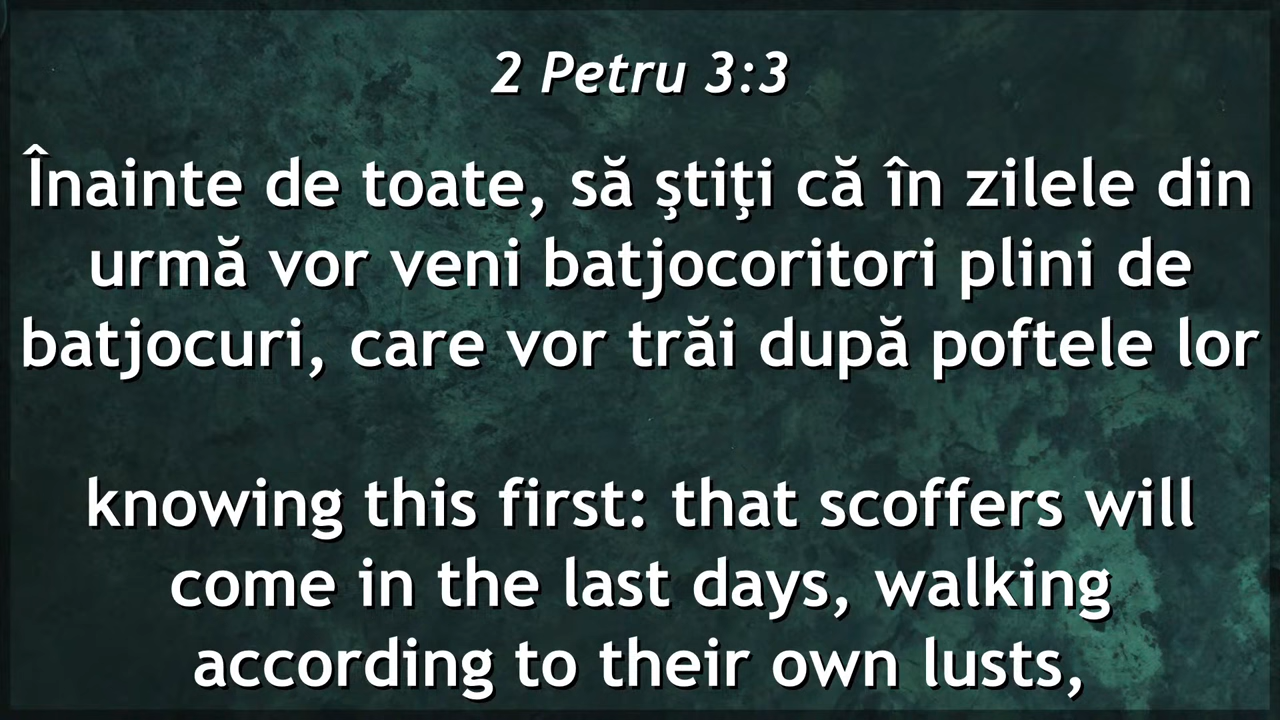 2 Petru 3:3
Înainte de toate, să ştiţi că în zilele din
urmă vor veni batjocoritori plini de
batjocuri, care vor trăi după poftele lor
knowing this first: that scoffers will
come in the last days, walking
according to their own lusts,